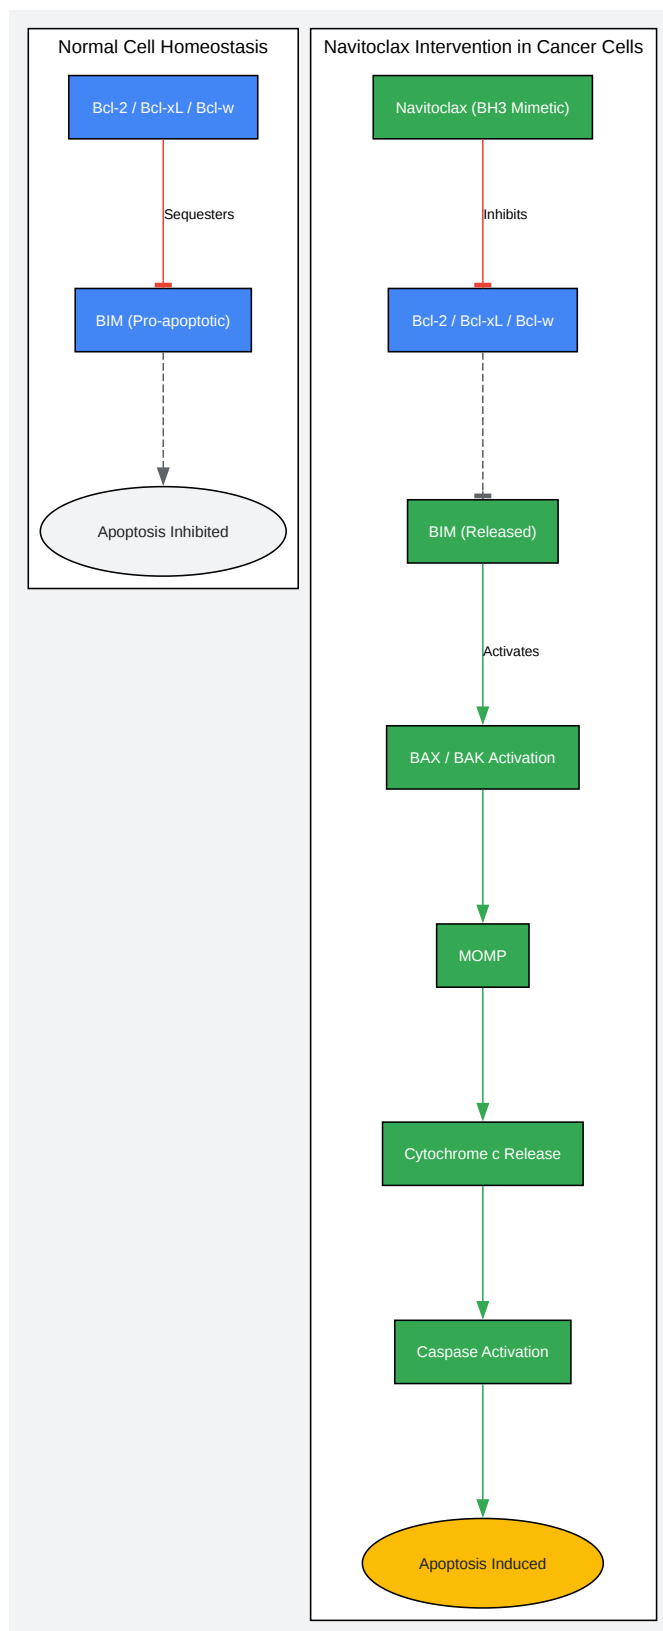 Normal Cell Homeostasis
Bcl-2 / Bcl-xL / Bcl-w
Sequesters
BIM (Pro-apoptotic)
Apoptosis Inhibited
Navitoclax Intervention in Cancer Cells
Navitoclax (BH3 Mimetic)
Inhibits
Bcl-2 / Bcl-xL / Bcl-w
BIM (Released)
Activates
BAX / BAK Activation
MOMP
Cytochrome c Release
Caspase Activation
Apoptosis Induced